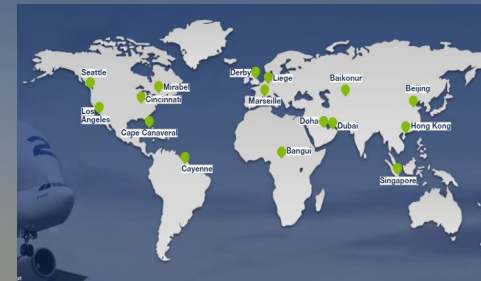 Seattle
Mirabel
Cincinnati
Los
Angeles
Cape Canaveral
Cayenne
Derby
Liege
Marseille
Baikonur
Beijing
Doha
Dubai
Hong Kong
Bangui
Singapore